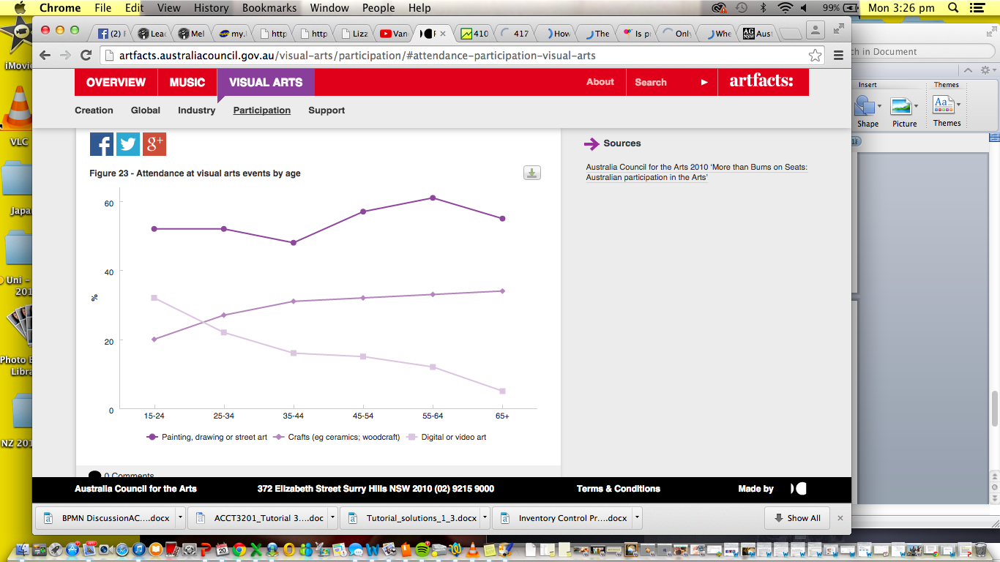 Chrome File Edit View History Bookmarks Window People Help 99% Mon 3:26 pm
(2) F Lead Mel my.l http http Lizz Van F 410 417 How The Is pr Only Whe Aust
artfacts.australiacouncil.gov.au/visual-arts/participation/#attendance-participation-visual-arts
ch in Document
OVERVIEW MUSIC VISUAL ARTS About Search artfacts:
Creation Global Industry Participation Support
Insert Themes
Shape Picture Themes
iMovie
VLC
Japa
Uni –
201
Photo B
Libra
NZ 201
f g+
Figure 23 - Attendance at visual arts events by age
60
40
%
20
0
15-24 25-34 35-44 45-54 55-64 65+
Painting, drawing or street art Crafts (eg ceramics; woodcraft) Digital or video art
Sources
Australia Council for the Arts 2010 ‘More than Bums on Seats:
Australian participation in the Arts’
0 Comments
Australia Council for the Arts 372 Elizabeth Street Surry Hills NSW 2010 (02) 9215 9000 Terms & Conditions Made by
BPMN DiscussionAC....docx ACCT3201_Tutorial 3....doc Tutorial_solutions_1_3.docx Inventory Control Pr....docx Show All